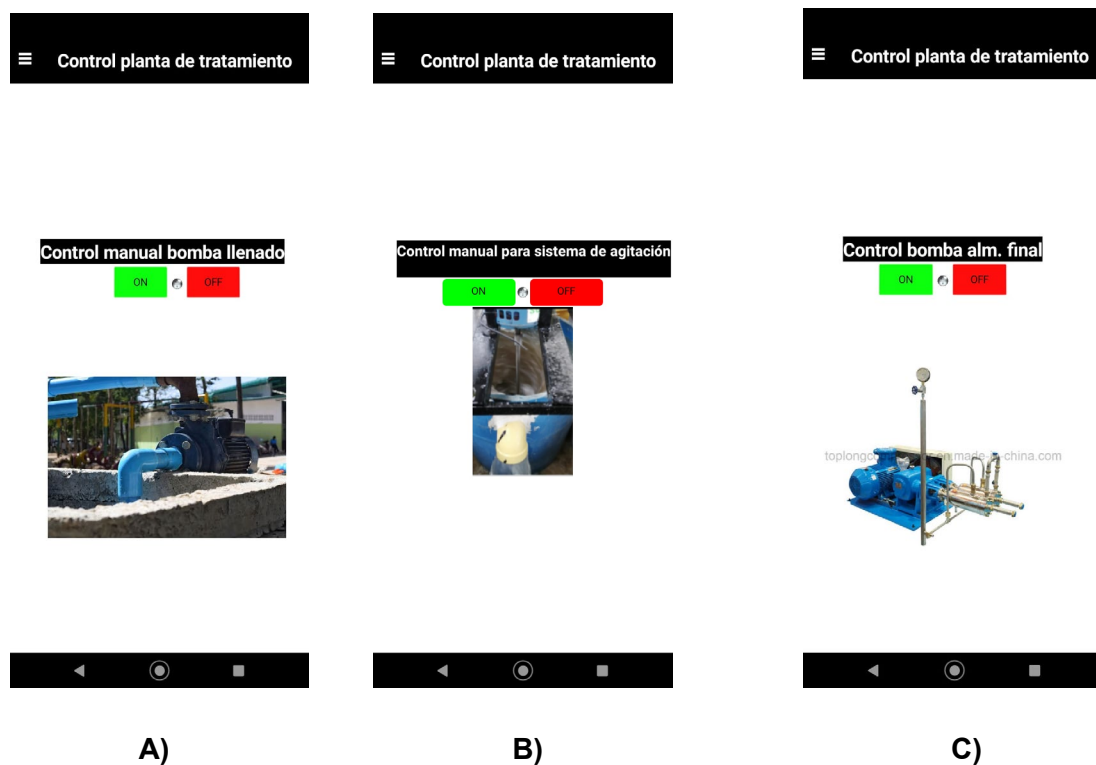 Control planta de tratamiento
Control manual bomba llenado
ON
OFF
A)
Control planta de tratamiento
Control manual para sistema de agitación
ON
OFF
B)
Control planta de tratamiento
Control bomba alm. final
ON
OFF
C)